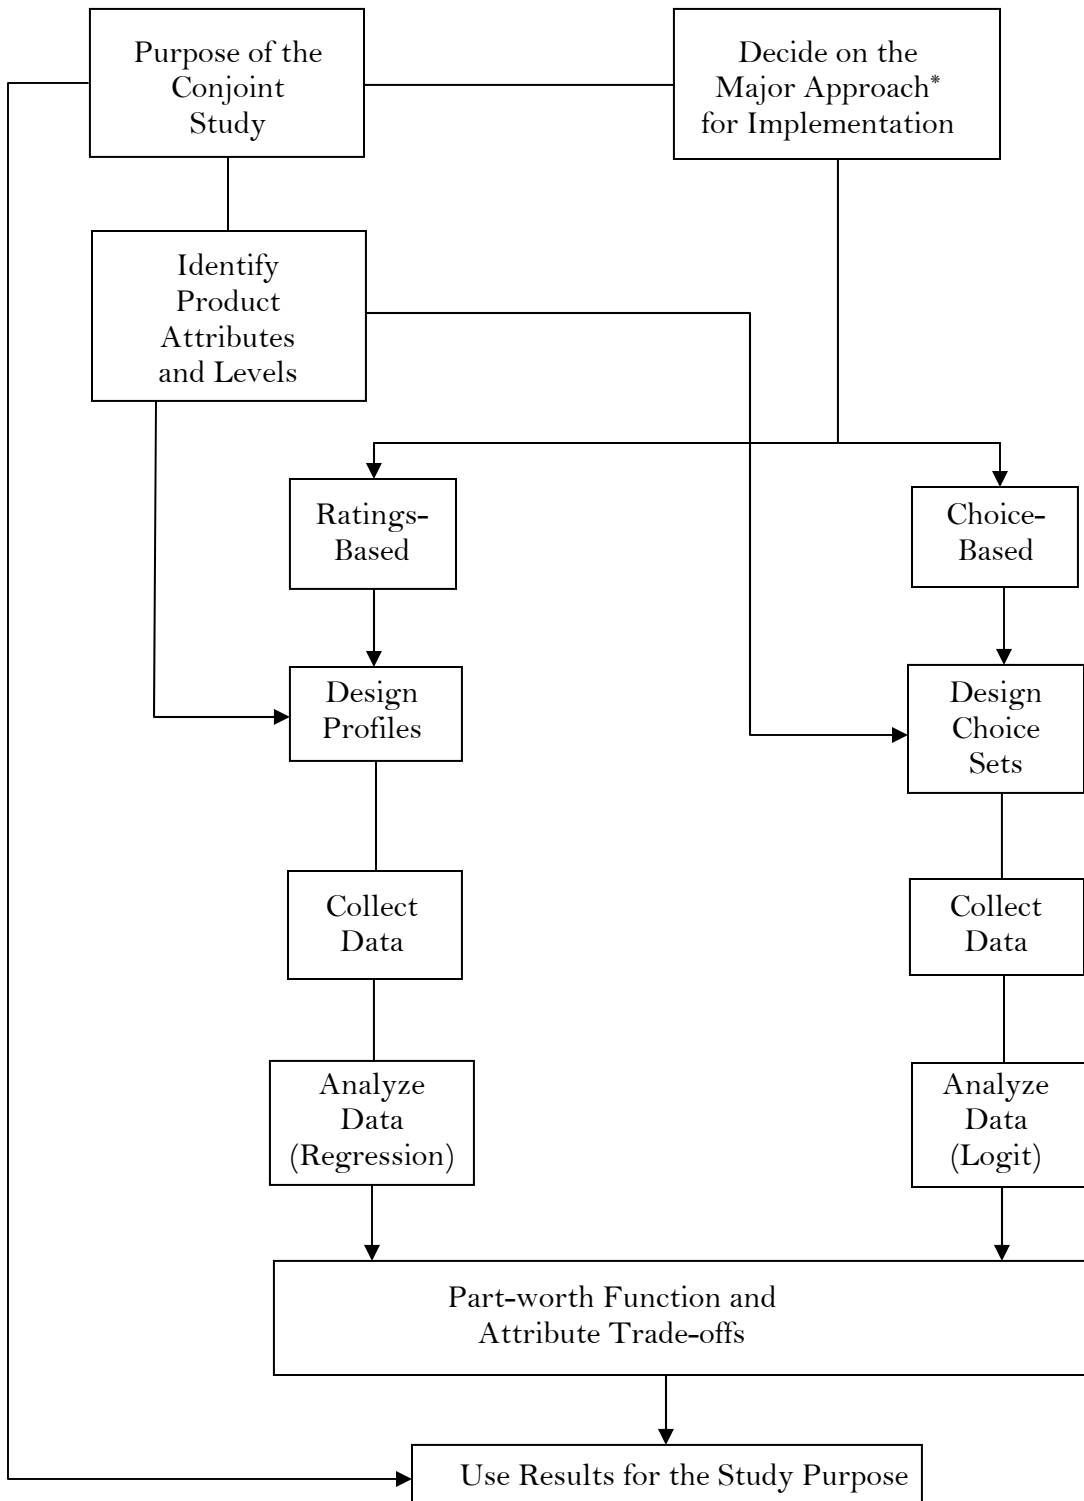 Purpose of the
Conjoint
Study
Decide on the
Major Approach*
for Implementation
Identify
Product
Attributes
and Levels
Ratings-
Based
Choice-
Based
Design
Profiles
Design
Choice
Sets
Collect
Data
Collect
Data
Analyze
Data
(Regression)
Analyze
Data
(Logit)
Part-worth Function and
Attribute Trade-offs
Use Results for the Study Purpose